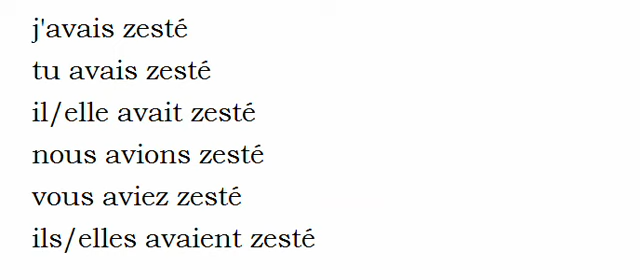 j'avais zesté
tu avais zesté
il/elle avait zesté
nous avions zesté
vous aviez zesté
ils/elles avaient zesté